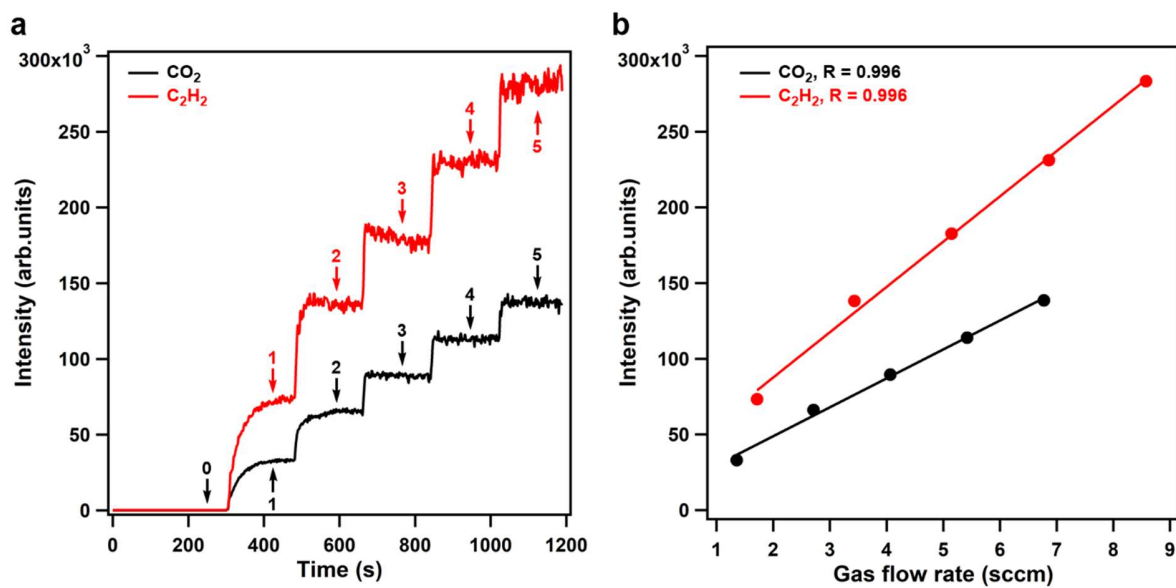 a
300x10³
250
200
150
100
50
0
Intensity (arb.units)
CO₂
C₂H₂
0
1
1
2
2
3
3
4
4
5
5
0 200 400 600 800 1000 1200
Time (s)
b
300x10³
250
200
150
100
50
0
Intensity (arb.units)
CO₂, R = 0.996
C₂H₂, R = 0.996
1 2 3 4 5 6 7 8 9
Gas flow rate (sccm)